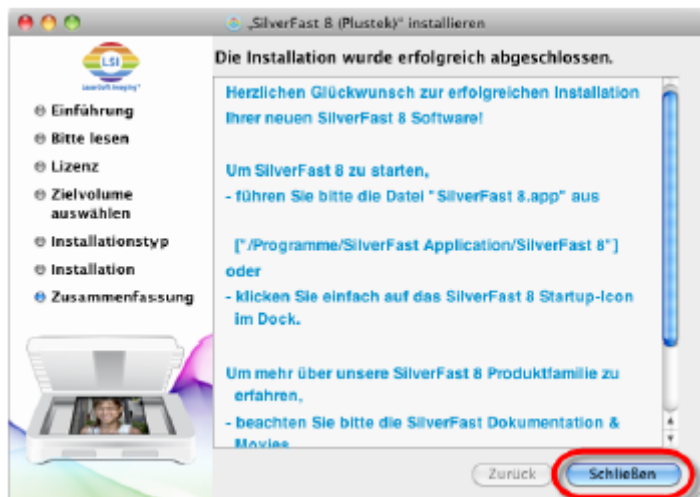 „SilverFast 8 (Plustek)“ installieren
LSI
LaserSoft Imaging™
Einführung
Bitte lesen
Lizenz
Zielvolume
auswählen
Installationstyp
Installation
Zusammenfassung
Die Installation wurde erfolgreich abgeschlossen.
Herzlichen Glückwunsch zur erfolgreichen Installation
Ihrer neuen SilverFast 8 Software!
Um SilverFast 8 zu starten,
- führen Sie bitte die Datei "SilverFast 8.app" aus
["/Programme/SilverFast Application/SilverFast 8"]
oder
- klicken Sie einfach auf das SilverFast 8 Startup-Icon
im Dock.
Um mehr über unsere SilverFast 8 Produktfamilie zu
erfahren,
- beachten Sie bitte die SilverFast Dokumentation &
Movies
Zurück
Schließen